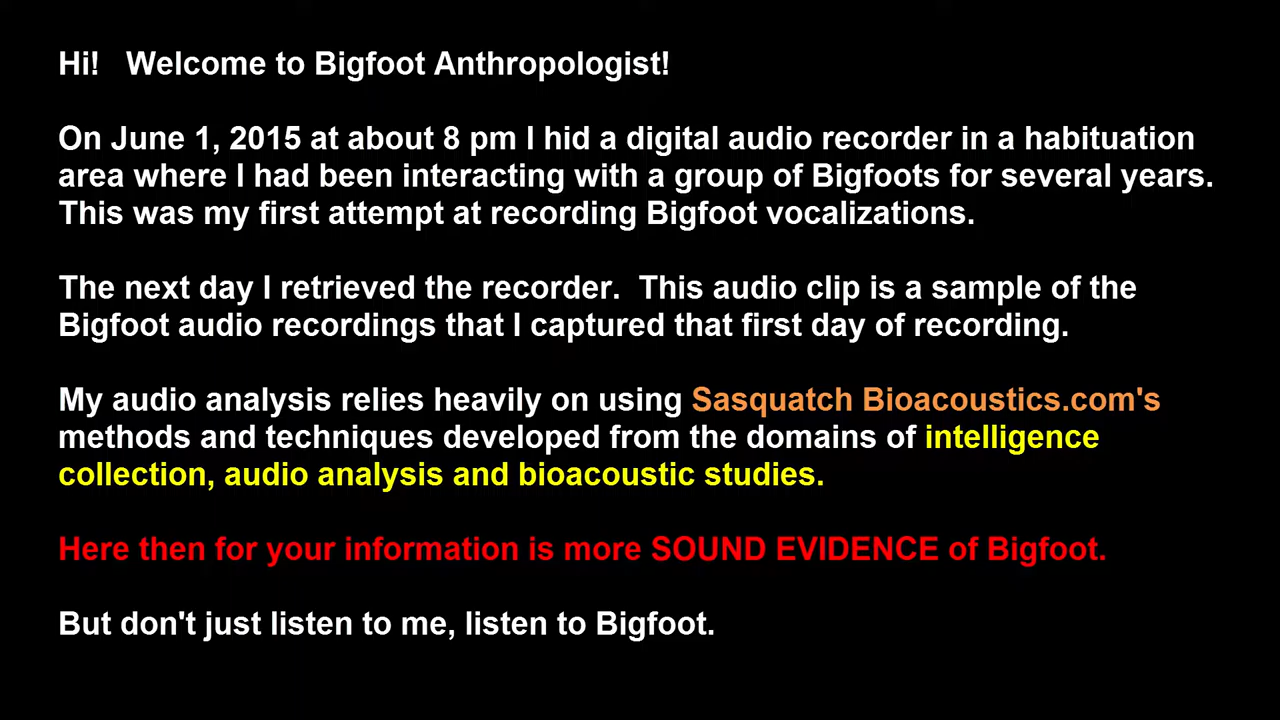 Hi!   Welcome to Bigfoot Anthropologist!
On June 1, 2015 at about 8 pm I hid a digital audio recorder in a habituation
area where I had been interacting with a group of Bigfoots for several years.
This was my first attempt at recording Bigfoot vocalizations.
The next day I retrieved the recorder.  This audio clip is a sample of the
Bigfoot audio recordings that I captured that first day of recording.
My audio analysis relies heavily on using Sasquatch Bioacoustics.com's
methods and techniques developed from the domains of intelligence
collection, audio analysis and bioacoustic studies.
Here then for your information is more SOUND EVIDENCE of Bigfoot.
But don't just listen to me, listen to Bigfoot.